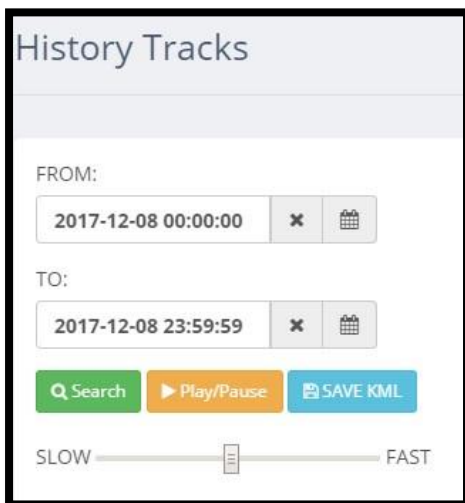 History Tracks
FROM:
2017-12-08 00:00:00
TO:
2017-12-08 23:59:59
Search Play/Pause SAVE KML
SLOW FAST